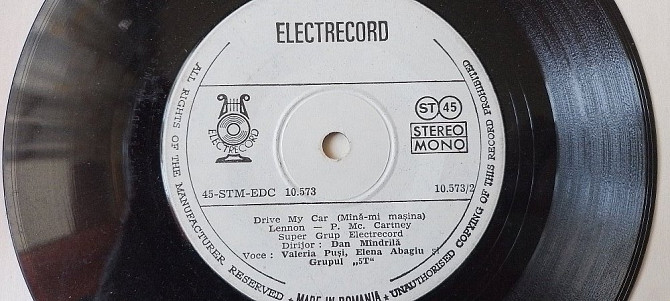 ELECTRECORD
ALL RIGHTS OF THE MANUFACTURER RESERVED
ELECTRECORD
ST 45
STEREO
MONO
45-STM-EDC 10.573
10.573/2
Drive My Car (Mînă-mi mașina)
Lennon — P. Mc. Cartney
Super Grup Electrecord
Dirijor : Dan Mîndrilă
Voce : Valeria Puși, Elena Abagiu și
Grupul „5T“
* MADE IN ROMANIA *
UNAUTHORISED COPYING OF THIS RECORD PROHIBITED